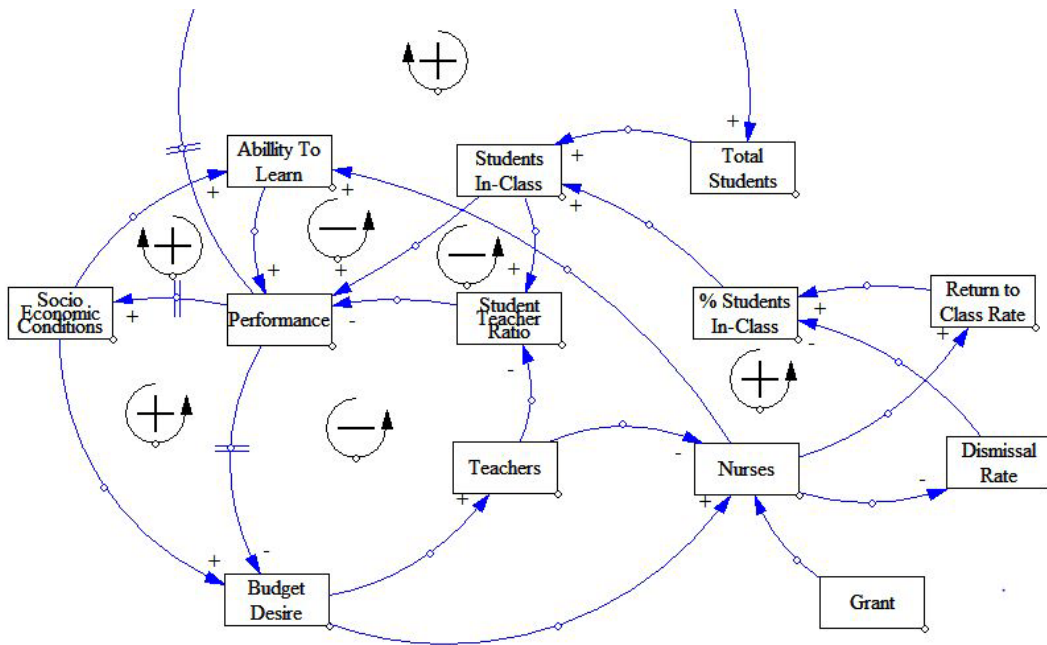 +
+
Abillity To
Learn
+
+
Students
In-Class
+
+
Total
Students
−
−
+
+
Socio
Economic
Conditions
+
+
+
Performance
-
+
Student
Teacher
Ratio
% Students
In-Class
+
-
Return to
Class Rate
+
+
-
+
−
Teachers
+
-
Nurses
+
-
Dismissal
Rate
+
-
Budget
Desire
Grant